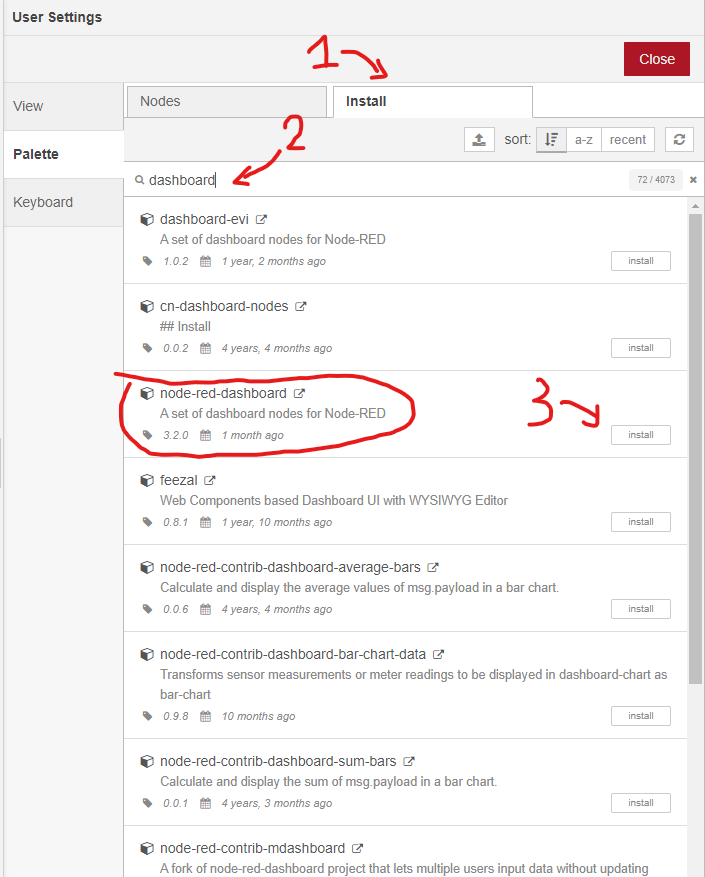 User Settings
1
Close
View
Nodes
Install
sort:
a-z
recent
2
Palette
dashboard
72 / 4073
Keyboard
dashboard-evi
A set of dashboard nodes for Node-RED
1.0.2
1 year, 2 months ago
install
cn-dashboard-nodes
## Install
0.0.2
4 years, 4 months ago
install
node-red-dashboard
A set of dashboard nodes for Node-RED
3
3.2.0
1 month ago
install
feezal
Web Components based Dashboard UI with WYSIWYG Editor
0.8.1
1 year, 10 months ago
install
node-red-contrib-dashboard-average-bars
Calculate and display the average values of msg.payload in a bar chart.
0.0.6
4 years, 4 months ago
install
node-red-contrib-dashboard-bar-chart-data
Transforms sensor measurements or meter readings to be displayed in dashboard-chart as
bar-chart
0.9.8
10 months ago
install
node-red-contrib-dashboard-sum-bars
Calculate and display the sum of msg.payload in a bar chart.
0.0.1
4 years, 3 months ago
install
node-red-contrib-mdashboard
A fork of node-red-dashboard project that lets multiple users input data without updating